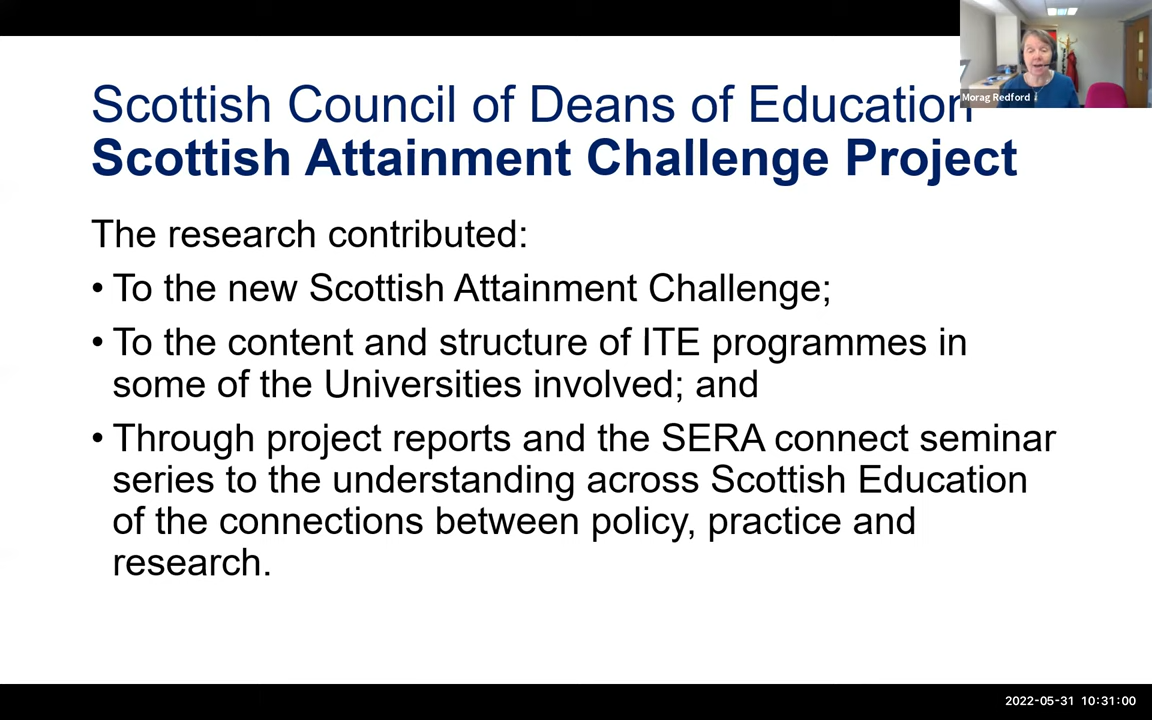 Scottish Council of Deans of Education
Scottish Attainment Challenge Project
The research contributed:
• To the new Scottish Attainment Challenge;
• To the content and structure of ITE programmes in
some of the Universities involved; and
• Through project reports and the SERA connect seminar
series to the understanding across Scottish Education
of the connections between policy, practice and
research.
Morag Redford
2022-05-31 10:31:00